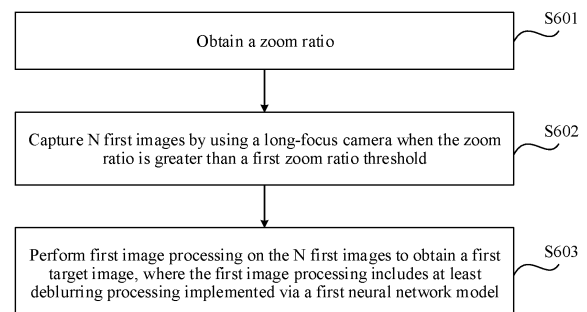 S601
Obtain a zoom ratio
S602
Capture N first images by using a long-focus camera when the zoom
ratio is greater than a first zoom ratio threshold
S603
Perform first image processing on the N first images to obtain a first
target image, where the first image processing includes at least
deblurring processing implemented via a first neural network model